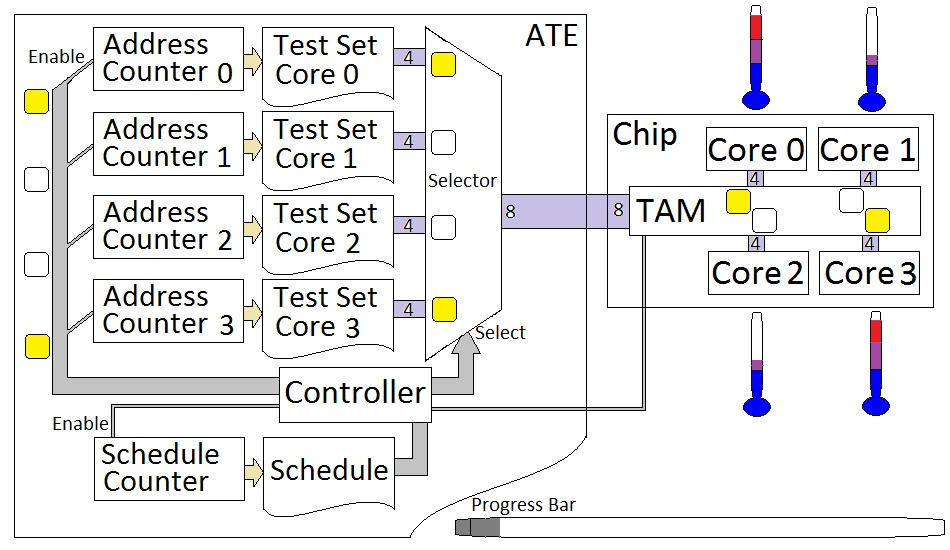 ATE
Enable
Address
Counter 0
Test Set
Core 0
4
Address
Counter 1
Test Set
Core 1
4
Selector
Address
Counter 2
Test Set
Core 2
4
Address
Counter 3
Test Set
Core 3
4
Select
8
8
Controller
Enable
Schedule
Counter
Schedule
Chip
Core 0
Core 1
4
4
TAM
4
4
Core 2
Core 3
Progress Bar